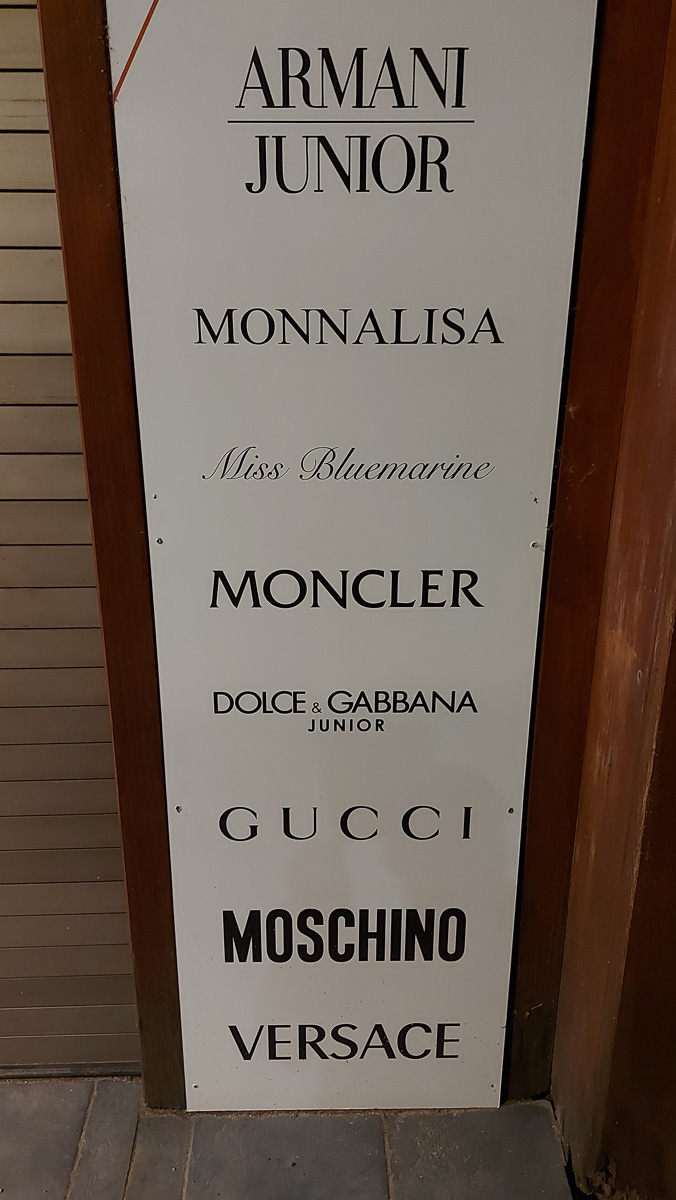 ARMANI
JUNIOR
MONNALISA
Miss Bluemarine
MONCLER
DOLCE & GABBANA
JUNIOR
GUCCI
MOSCHINO
VERSACE